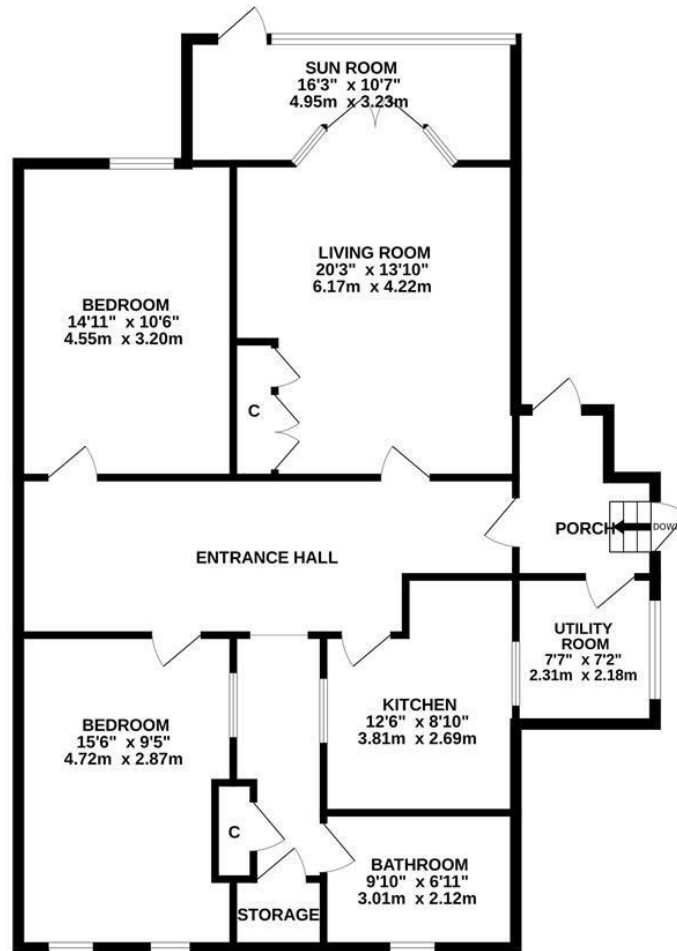 SUN ROOM
16'3" x 10'7"
4.95m x 3.23m
LIVING ROOM
20'3" x 13'10"
6.17m x 4.22m
BEDROOM
14'11" x 10'6"
4.55m x 3.20m
C
PORCH
DOWN
ENTRANCE HALL
UTILITY
ROOM
7'7" x 7'2"
2.31m x 2.18m
KITCHEN
12'6" x 8'10"
3.81m x 2.69m
BEDROOM
15'6" x 9'5"
4.72m x 2.87m
C
BATHROOM
9'10" x 6'11"
3.01m x 2.12m
STORAGE